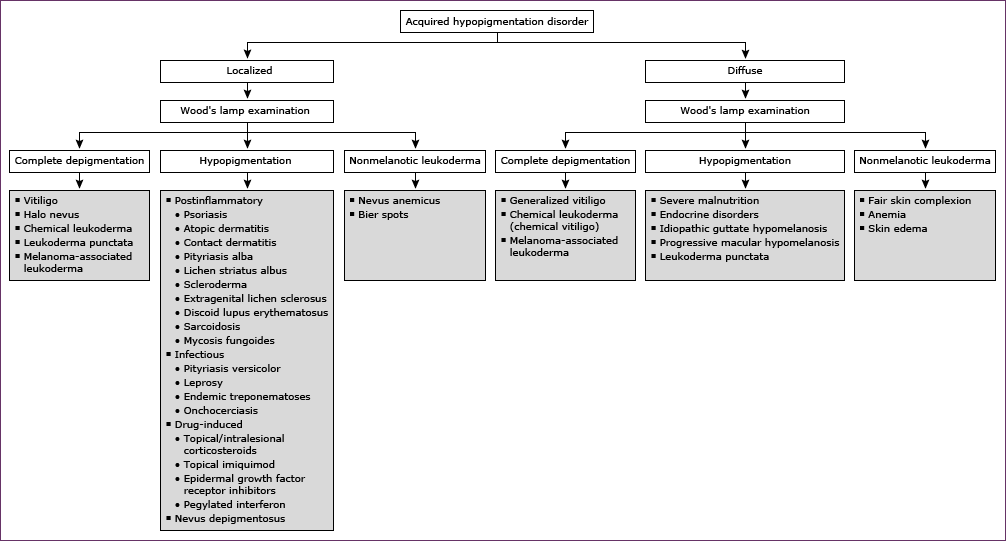 Acquired hypopigmentation disorder
Localized
Wood's lamp examination
Complete depigmentation
▪ Vitiligo
▪ Halo nevus
▪ Chemical leukoderma
▪ Leukoderma punctata
▪ Melanoma-associated
leukoderma
Hypopigmentation
▪ Postinflammatory
• Psoriasis
• Atopic dermatitis
• Contact dermatitis
• Pityriasis alba
• Lichen striatus albus
• Scleroderma
• Extragenital lichen sclerosus
• Discoid lupus erythematosus
• Sarcoidosis
• Mycosis fungoides
▪ Infectious
• Pityriasis versicolor
• Leprosy
• Endemic treponematoses
• Onchocerciasis
▪ Drug-induced
• Topical/intralesional
corticosteroids
• Topical imiquimod
• Epidermal growth factor
receptor inhibitors
• Pegylated interferon
▪ Nevus depigmentosus
Nonmelanotic leukoderma
▪ Nevus anemicus
▪ Bier spots
Diffuse
Wood's lamp examination
Complete depigmentation
▪ Generalized vitiligo
▪ Chemical leukoderma
(chemical vitiligo)
▪ Melanoma-associated
leukoderma
Hypopigmentation
▪ Severe malnutrition
▪ Endocrine disorders
▪ Idiopathic guttate hypomelanosis
▪ Progressive macular hypomelanosis
▪ Leukoderma punctata
Nonmelanotic leukoderma
▪ Fair skin complexion
▪ Anemia
▪ Skin edema